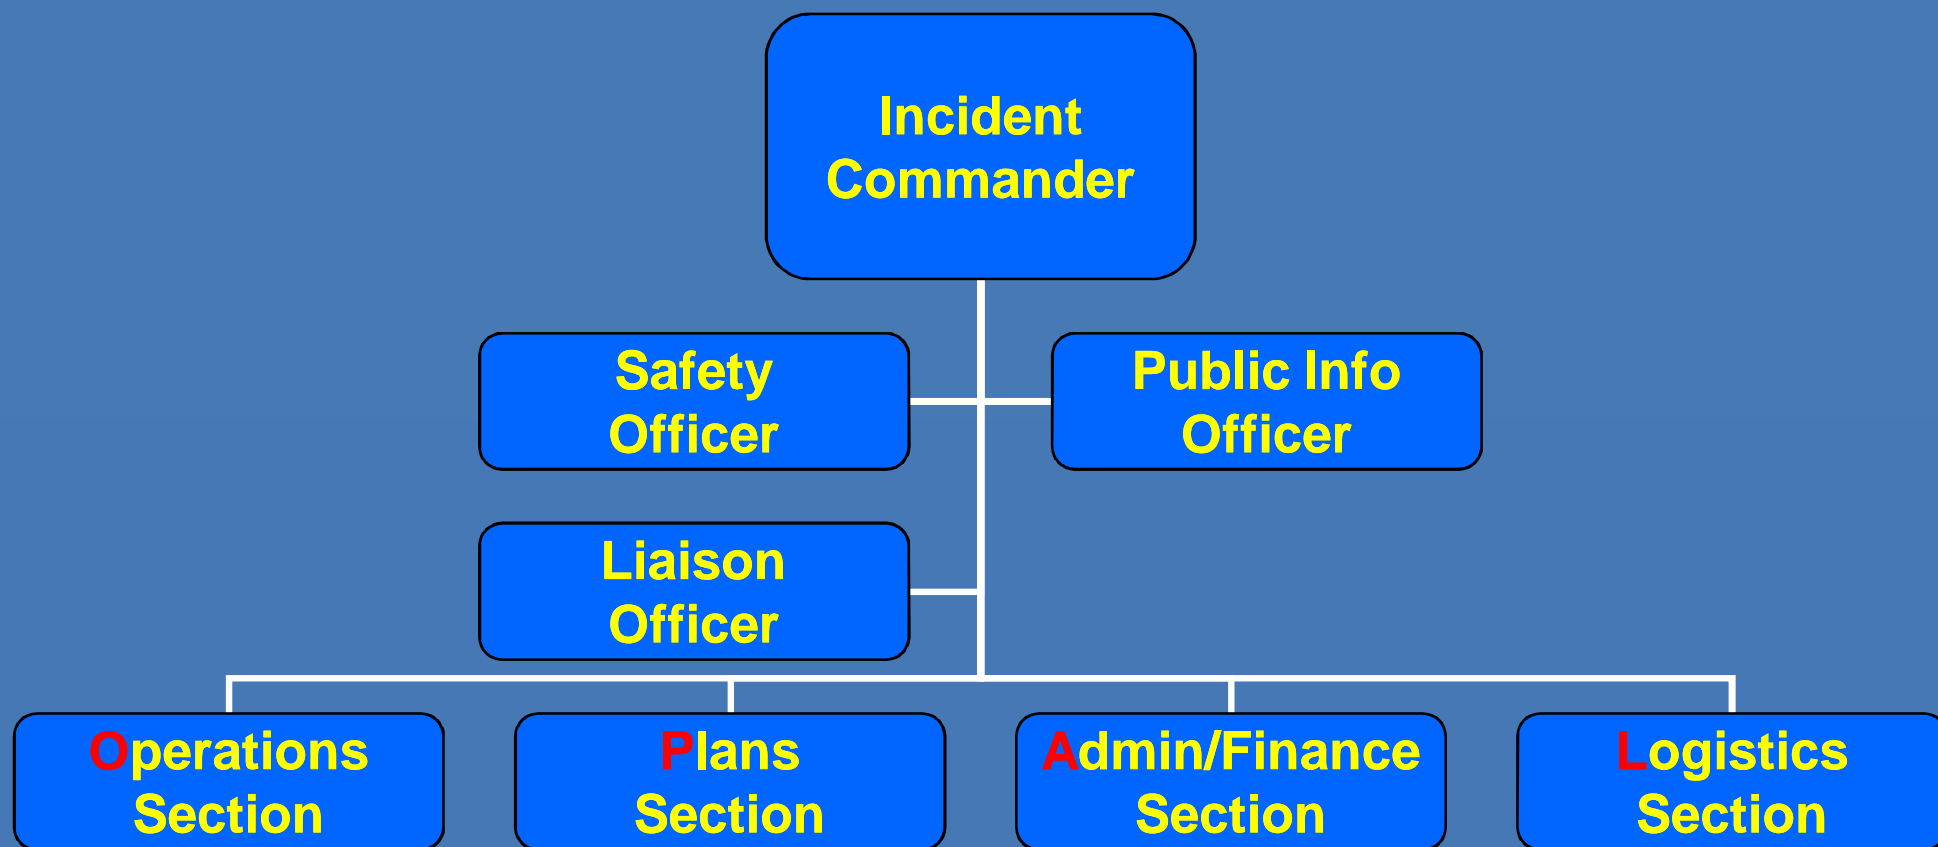 Incident
Commander
Safety
Officer
Public Info
Officer
Liaison
Officer
Operations
Section
Plans
Section
Admin/Finance
Section
Logistics
Section